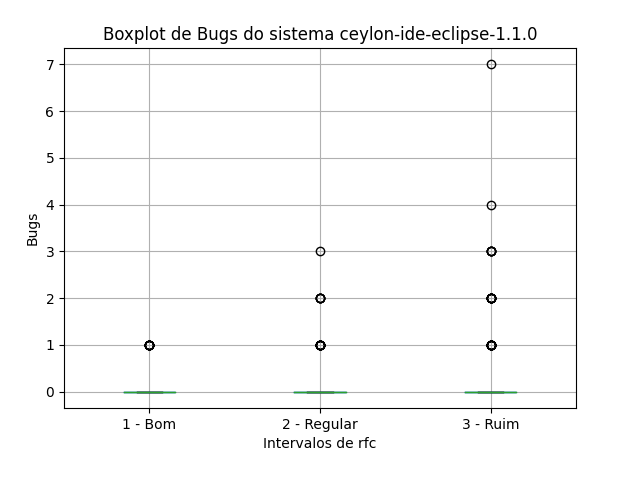 Boxplot de Bugs do sistema ceylon-ide-eclipse-1.1.0
7
6
5
4
3
2
1
0
Bugs
1 - Bom
2 - Regular
3 - Ruim
Intervalos de rfc